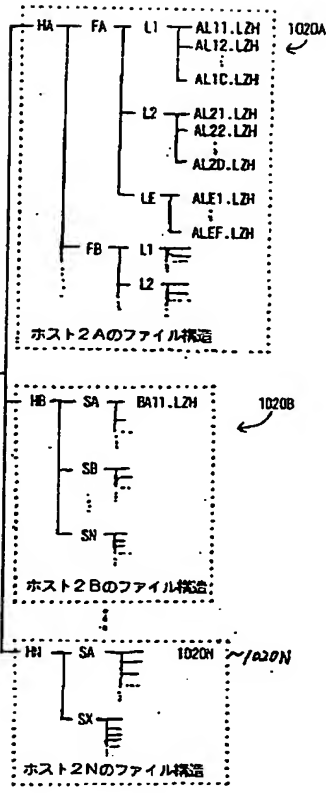 HA FA L1 AL11.LZH 1020A
AL12.LZH
AL1C.LZH
L2 AL21.LZH
AL22.LZH
AL2D.LZH
LE ALE1.LZH
ALEF.LZH
FB L1
L2
ホスト2Aのファイル構造
HB SA BA11.LZH 1020B
SB
SN
ホスト2Bのファイル構造
HN SA 1020N ~1020N
SX
ホスト2Nのファイル構造